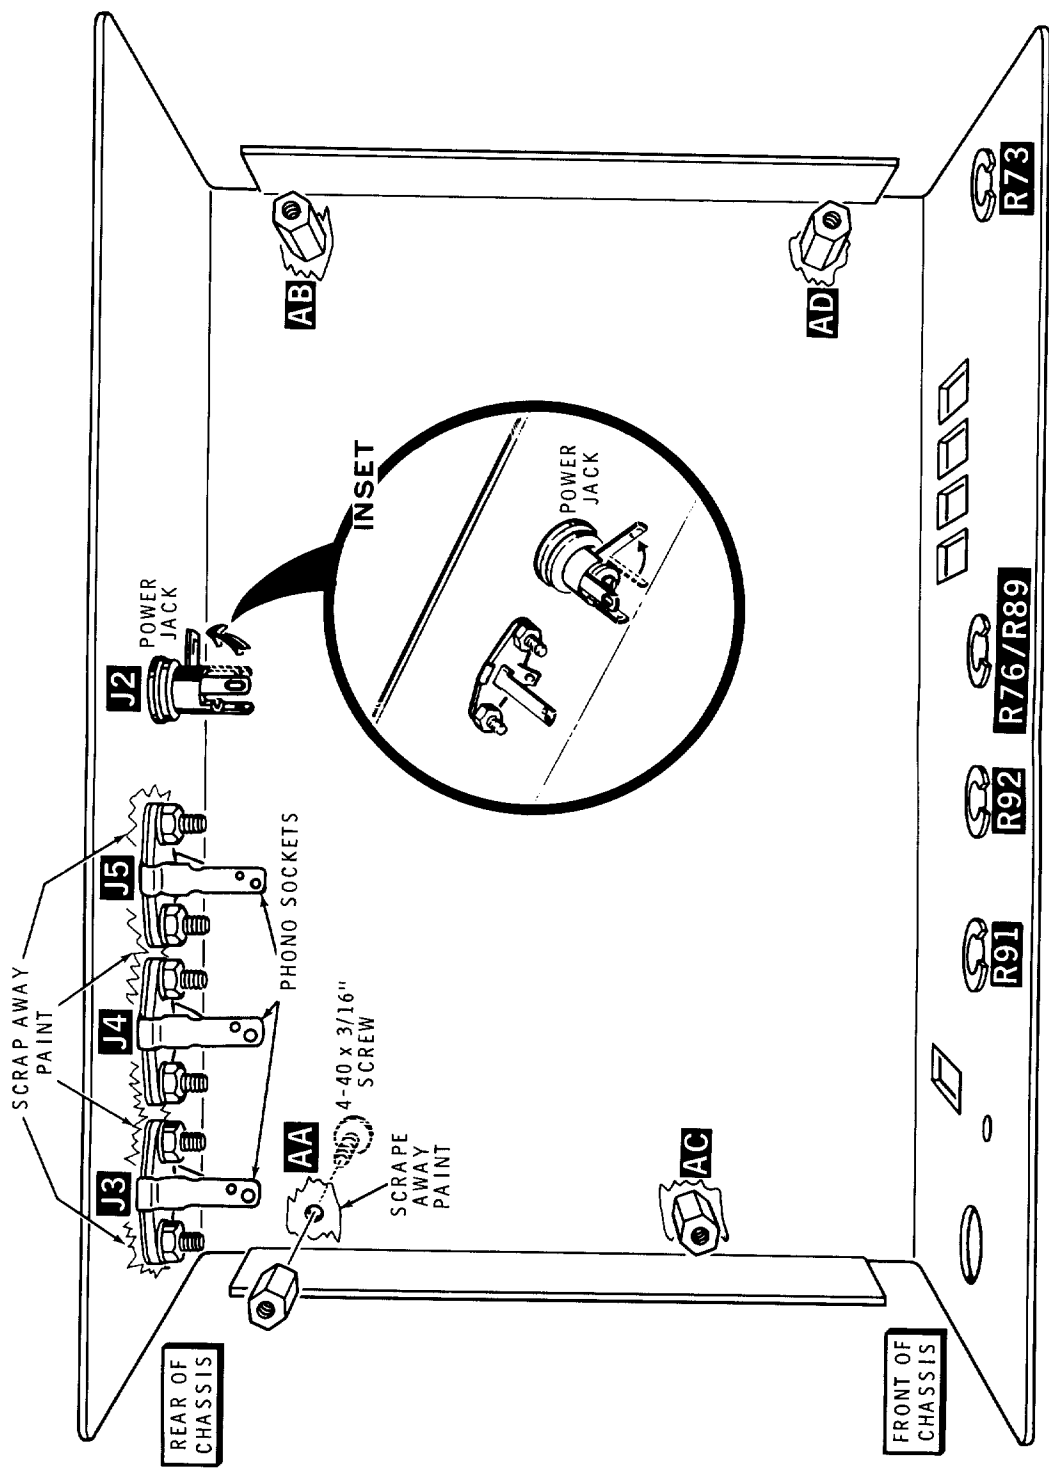 SCRAP AWAY
PAINT
J3
J4
J5
J2
POWER
JACK
REAR OF
CHASSIS
PHONO SOCKETS
AA
4-40 x 3/16"
SCREW
SCRAPE
AWAY
PAINT
AB
INSET
POWER
JACK
AC
AD
FRONT OF
CHASSIS
R91
R92
R76/R89
R73